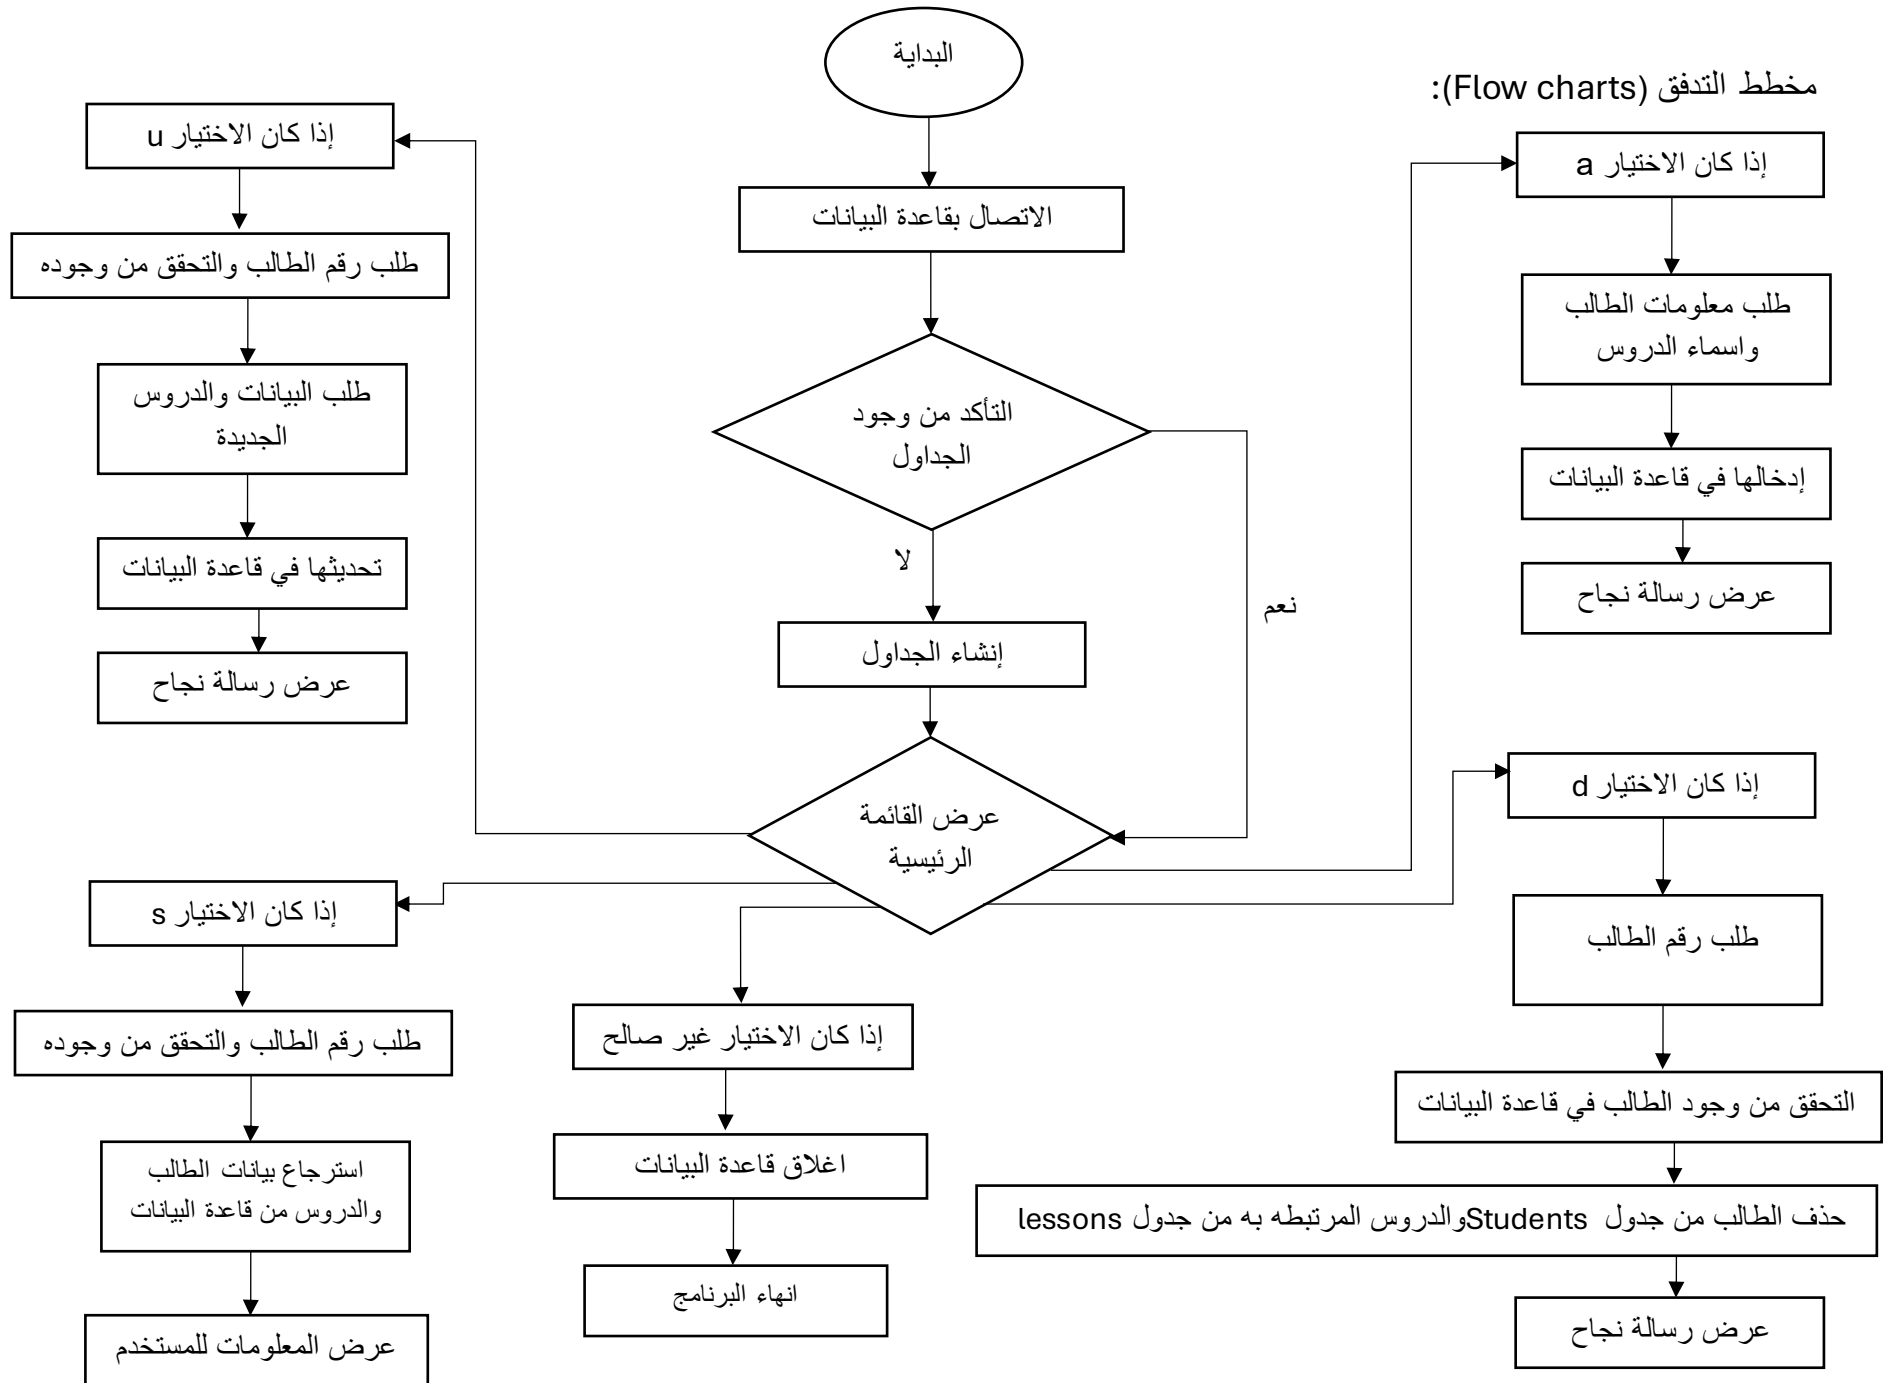 مخطط التدفق (Flow charts):
البداية
الاتصال بقاعدة البيانات
التأكد من وجود
الجداول
لا
نعم
إنشاء الجداول
عرض القائمة
الرئيسية
إذا كان الاختيار a
طلب معلومات الطالب
واسماء الدروس
إدخالها في قاعدة البيانات
عرض رسالة نجاح
إذا كان الاختيار d
طلب رقم الطالب
التحقق من وجود الطالب في قاعدة البيانات
حذف الطالب من جدول Studentsوالدروس المرتبطه به من جدول lessons
عرض رسالة نجاح
إذا كان الاختيار u
طلب رقم الطالب والتحقق من وجوده
طلب البيانات والدروس
الجديدة
تحديثها في قاعدة البيانات
عرض رسالة نجاح
إذا كان الاختيار s
طلب رقم الطالب والتحقق من وجوده
استرجاع بيانات الطالب
والدروس من قاعدة البيانات
عرض المعلومات للمستخدم
إذا كان الاختيار غير صالح
اغلاق قاعدة البيانات
انهاء البرنامج